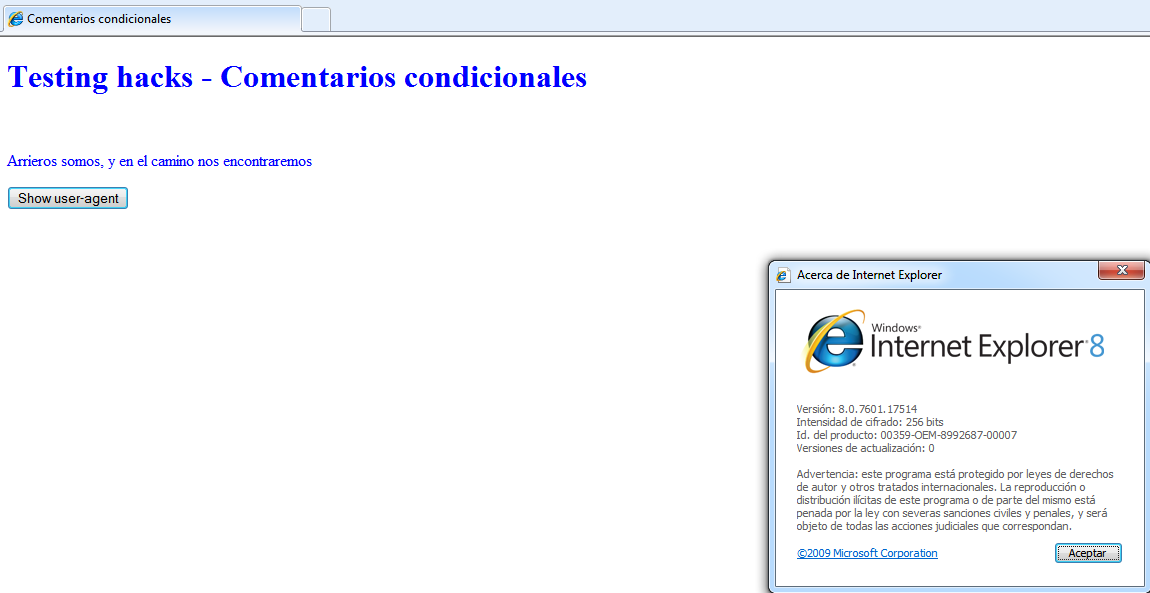 Comentarios condicionales
Testing hacks - Comentarios condicionales
Arrieros somos, y en el camino nos encontraremos
Show user-agent
Acerca de Internet Explorer
Windows®
Internet Explorer 8
Versión: 8.0.7601.17514
Intensidad de cifrado: 256 bits
Id. del producto: 00359-OEM-8992687-00007
Versiones de actualización: 0
Advertencia: este programa está protegido por leyes de derechos
de autor y otros tratados internacionales. La reproducción o
distribución ilícitas de este programa o de parte del mismo está
penada por la ley con severas sanciones civiles y penales, y será
objeto de todas las acciones judiciales que correspondan.
©2009 Microsoft Corporation
Aceptar